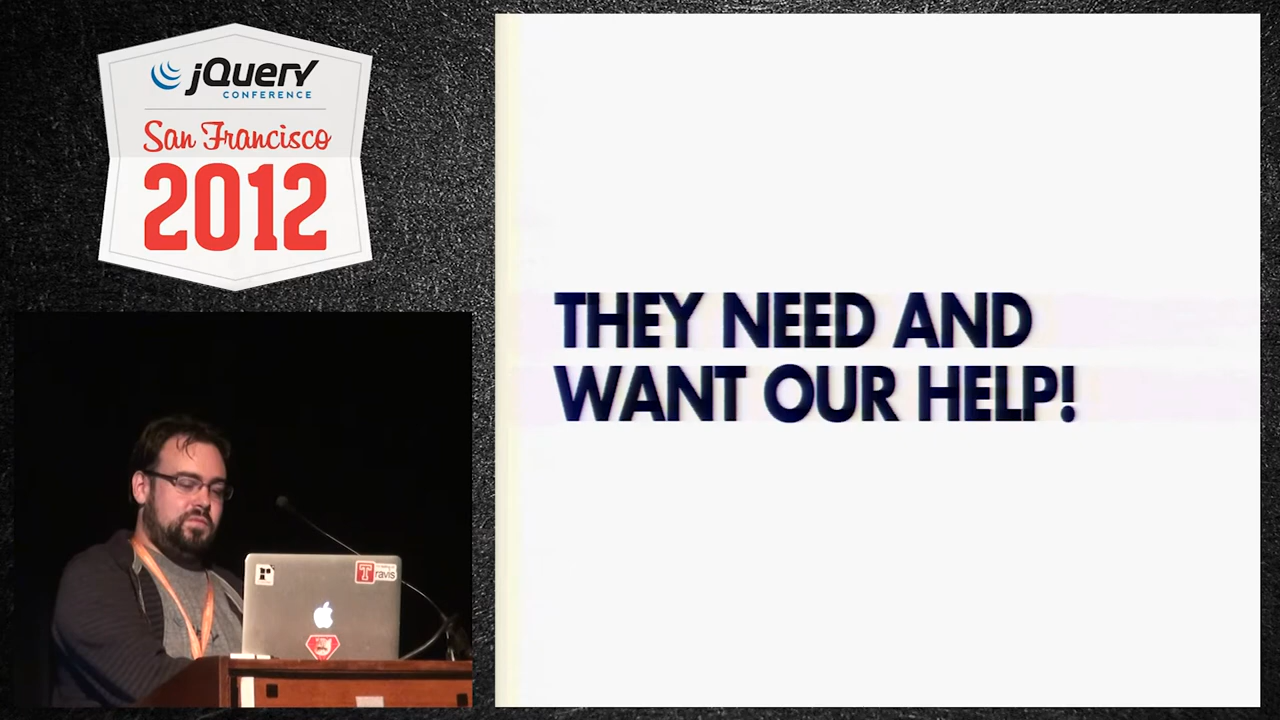 jQuery
CONFERENCE
San Francisco
2012
THEY NEED AND
WANT OUR HELP!
r
Travis